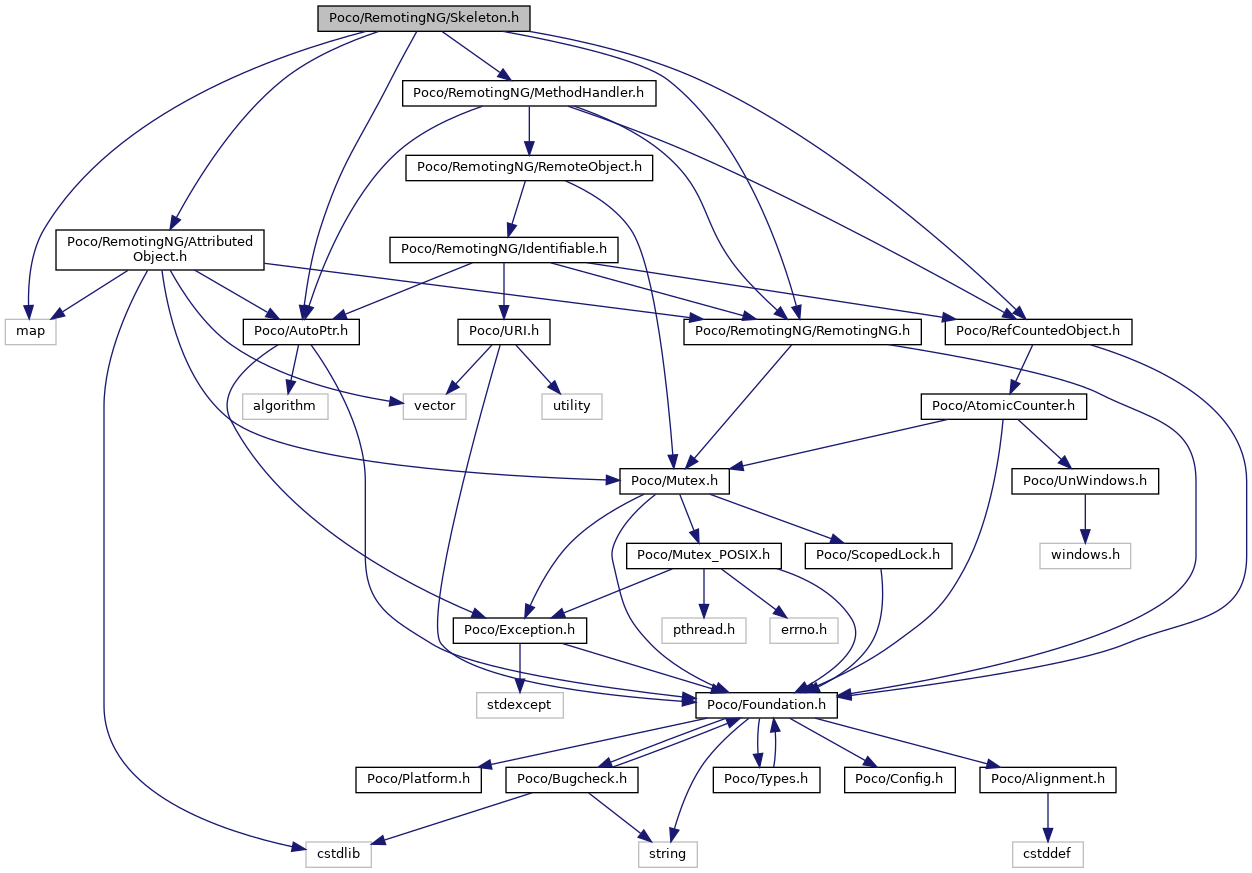 Poco/RemotingNG/Skeleton.h
Poco/RemotingNG/MethodHandler.h
Poco/RemotingNG/RemoteObject.h
Poco/RemotingNG/Attributed
Object.h
Poco/RemotingNG/Identifiable.h
map
Poco/AutoPtr.h
Poco/URI.h
Poco/RemotingNG/RemotingNG.h
Poco/RefCountedObject.h
algorithm
vector
utility
Poco/AtomicCounter.h
Poco/Mutex.h
Poco/UnWindows.h
Poco/Mutex_POSIX.h
Poco/ScopedLock.h
windows.h
Poco/Exception.h
pthread.h
errno.h
stdexcept
Poco/Foundation.h
Poco/Platform.h
Poco/Bugcheck.h
Poco/Types.h
Poco/Config.h
Poco/Alignment.h
cstdlib
string
cstddef